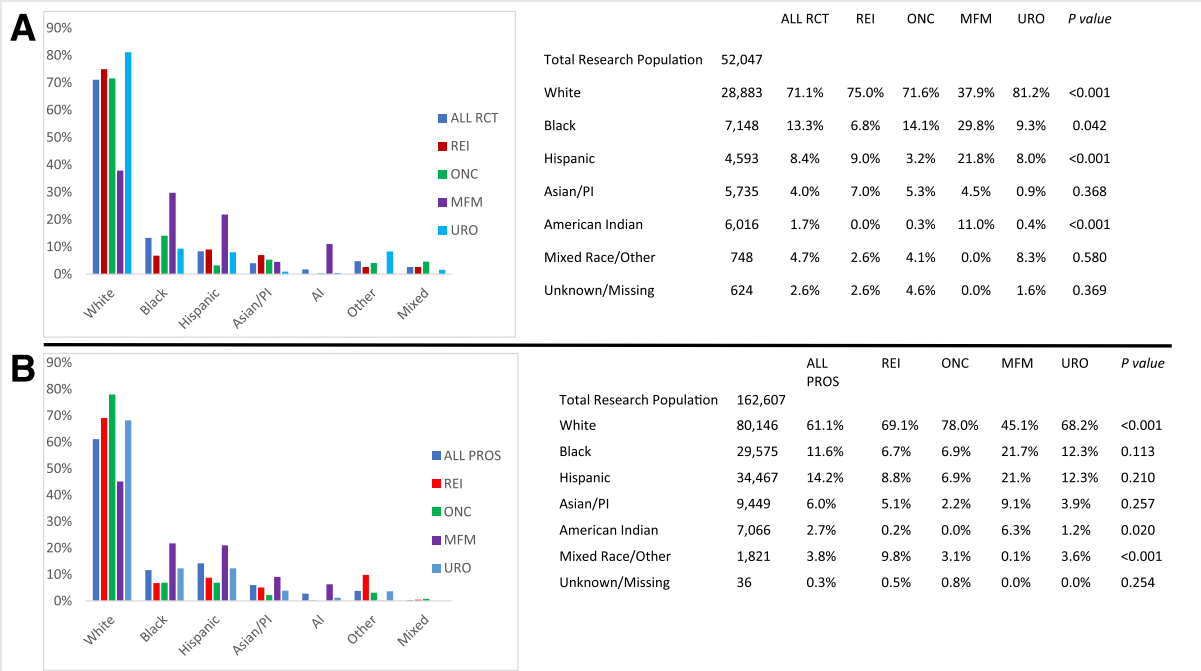 A
90%
80%
70%
60%
50%
40%
30%
20%
10%
0%
White
Black
Hispanic
Asian/PI
AI
Other
Mixed
ALL RCT
REI
ONC
MFM
URO
ALL RCT REI ONC MFM URO P value
Total Research Population 52,047
White 28,883 71.1% 75.0% 71.6% 37.9% 81.2% <0.001
Black 7,148 13.3% 6.8% 14.1% 29.8% 9.3% 0.042
Hispanic 4,593 8.4% 9.0% 3.2% 21.8% 8.0% <0.001
Asian/PI 5,735 4.0% 7.0% 5.3% 4.5% 0.9% 0.368
American Indian 6,016 1.7% 0.0% 0.3% 11.0% 0.4% <0.001
Mixed Race/Other 748 4.7% 2.6% 4.1% 0.0% 8.3% 0.580
Unknown/Missing 624 2.6% 2.6% 4.6% 0.0% 1.6% 0.369
B
90%
80%
70%
60%
50%
40%
30%
20%
10%
0%
White
Black
Hispanic
Asian/PI
AI
Other
Mixed
ALL PROS
REI
ONC
MFM
URO
ALL REI ONC MFM URO P value
PROS
Total Research Population 162,607
White 80,146 61.1% 69.1% 78.0% 45.1% 68.2% <0.001
Black 29,575 11.6% 6.7% 6.9% 21.7% 12.3% 0.113
Hispanic 34,467 14.2% 8.8% 6.9% 21.% 12.3% 0.210
Asian/PI 9,449 6.0% 5.1% 2.2% 9.1% 3.9% 0.257
American Indian 7,066 2.7% 0.2% 0.0% 6.3% 1.2% 0.020
Mixed Race/Other 1,821 3.8% 9.8% 3.1% 0.1% 3.6% <0.001
Unknown/Missing 36 0.3% 0.5% 0.8% 0.0% 0.0% 0.254